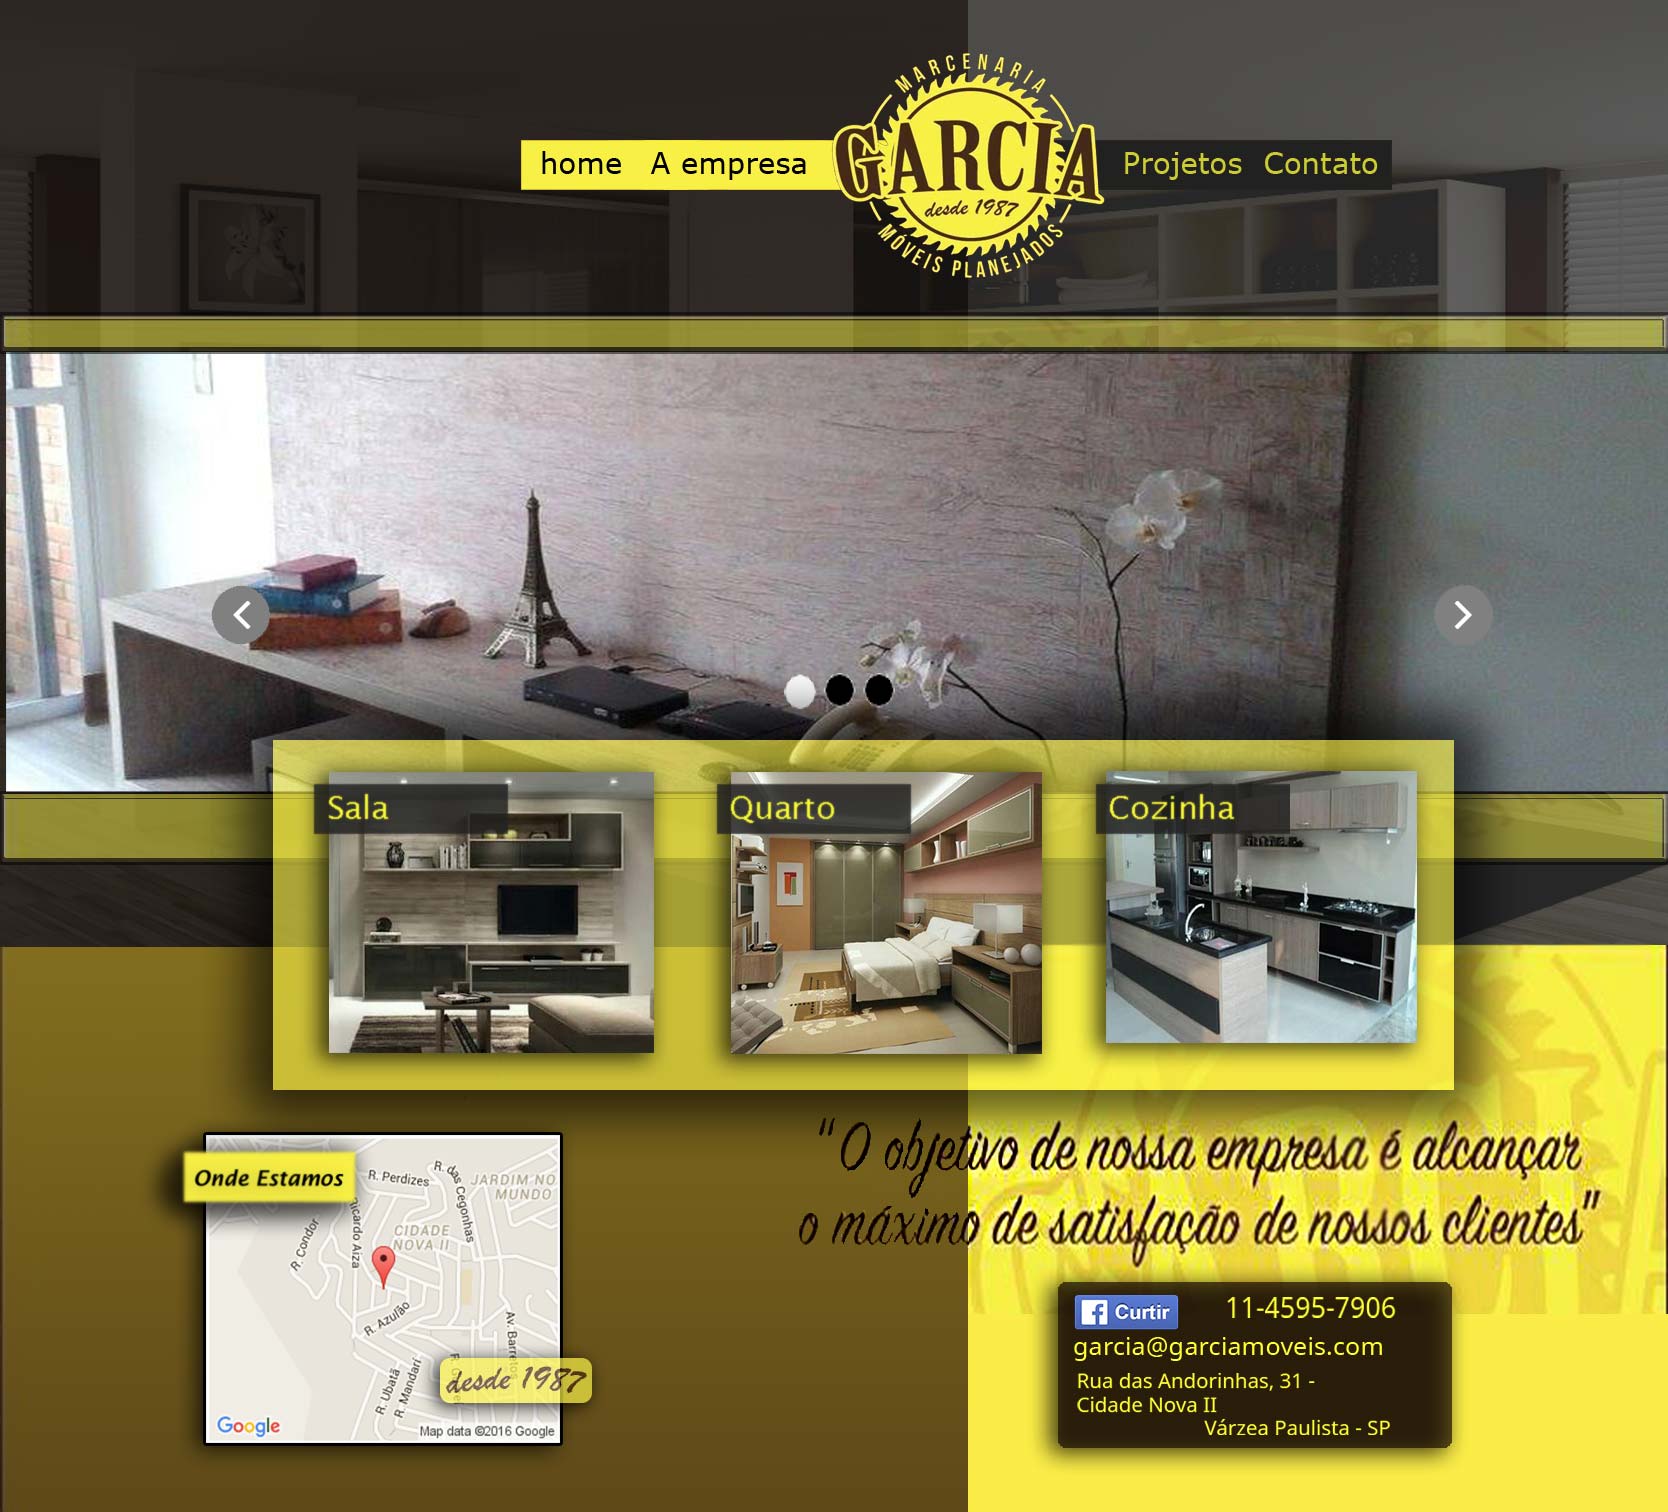 MARCENARIA
home A empresa
GARCIA
Projetos Contato
desde 1987
MÓVEIS PLANEJADOS
Sala
Quarto
Cozinha
"O objetivo de nossa empresa é alcançar
o máximo de satisfação de nossos clientes"
Onde Estamos
R. Perdizes
R. das Cegonhas
JARDIM NO
MUNDO
R. Condor
Ricardo Aiza
CIDADE
NOVA II
R. Azulão
R. Ubatã
R. Mandarí
desde 1987
Google
Map data ©2016 Google
Curtir
11-4595-7906
garcia@garciamoveis.com
Rua das Andorinhas, 31 -
Cidade Nova II
Várzea Paulista - SP